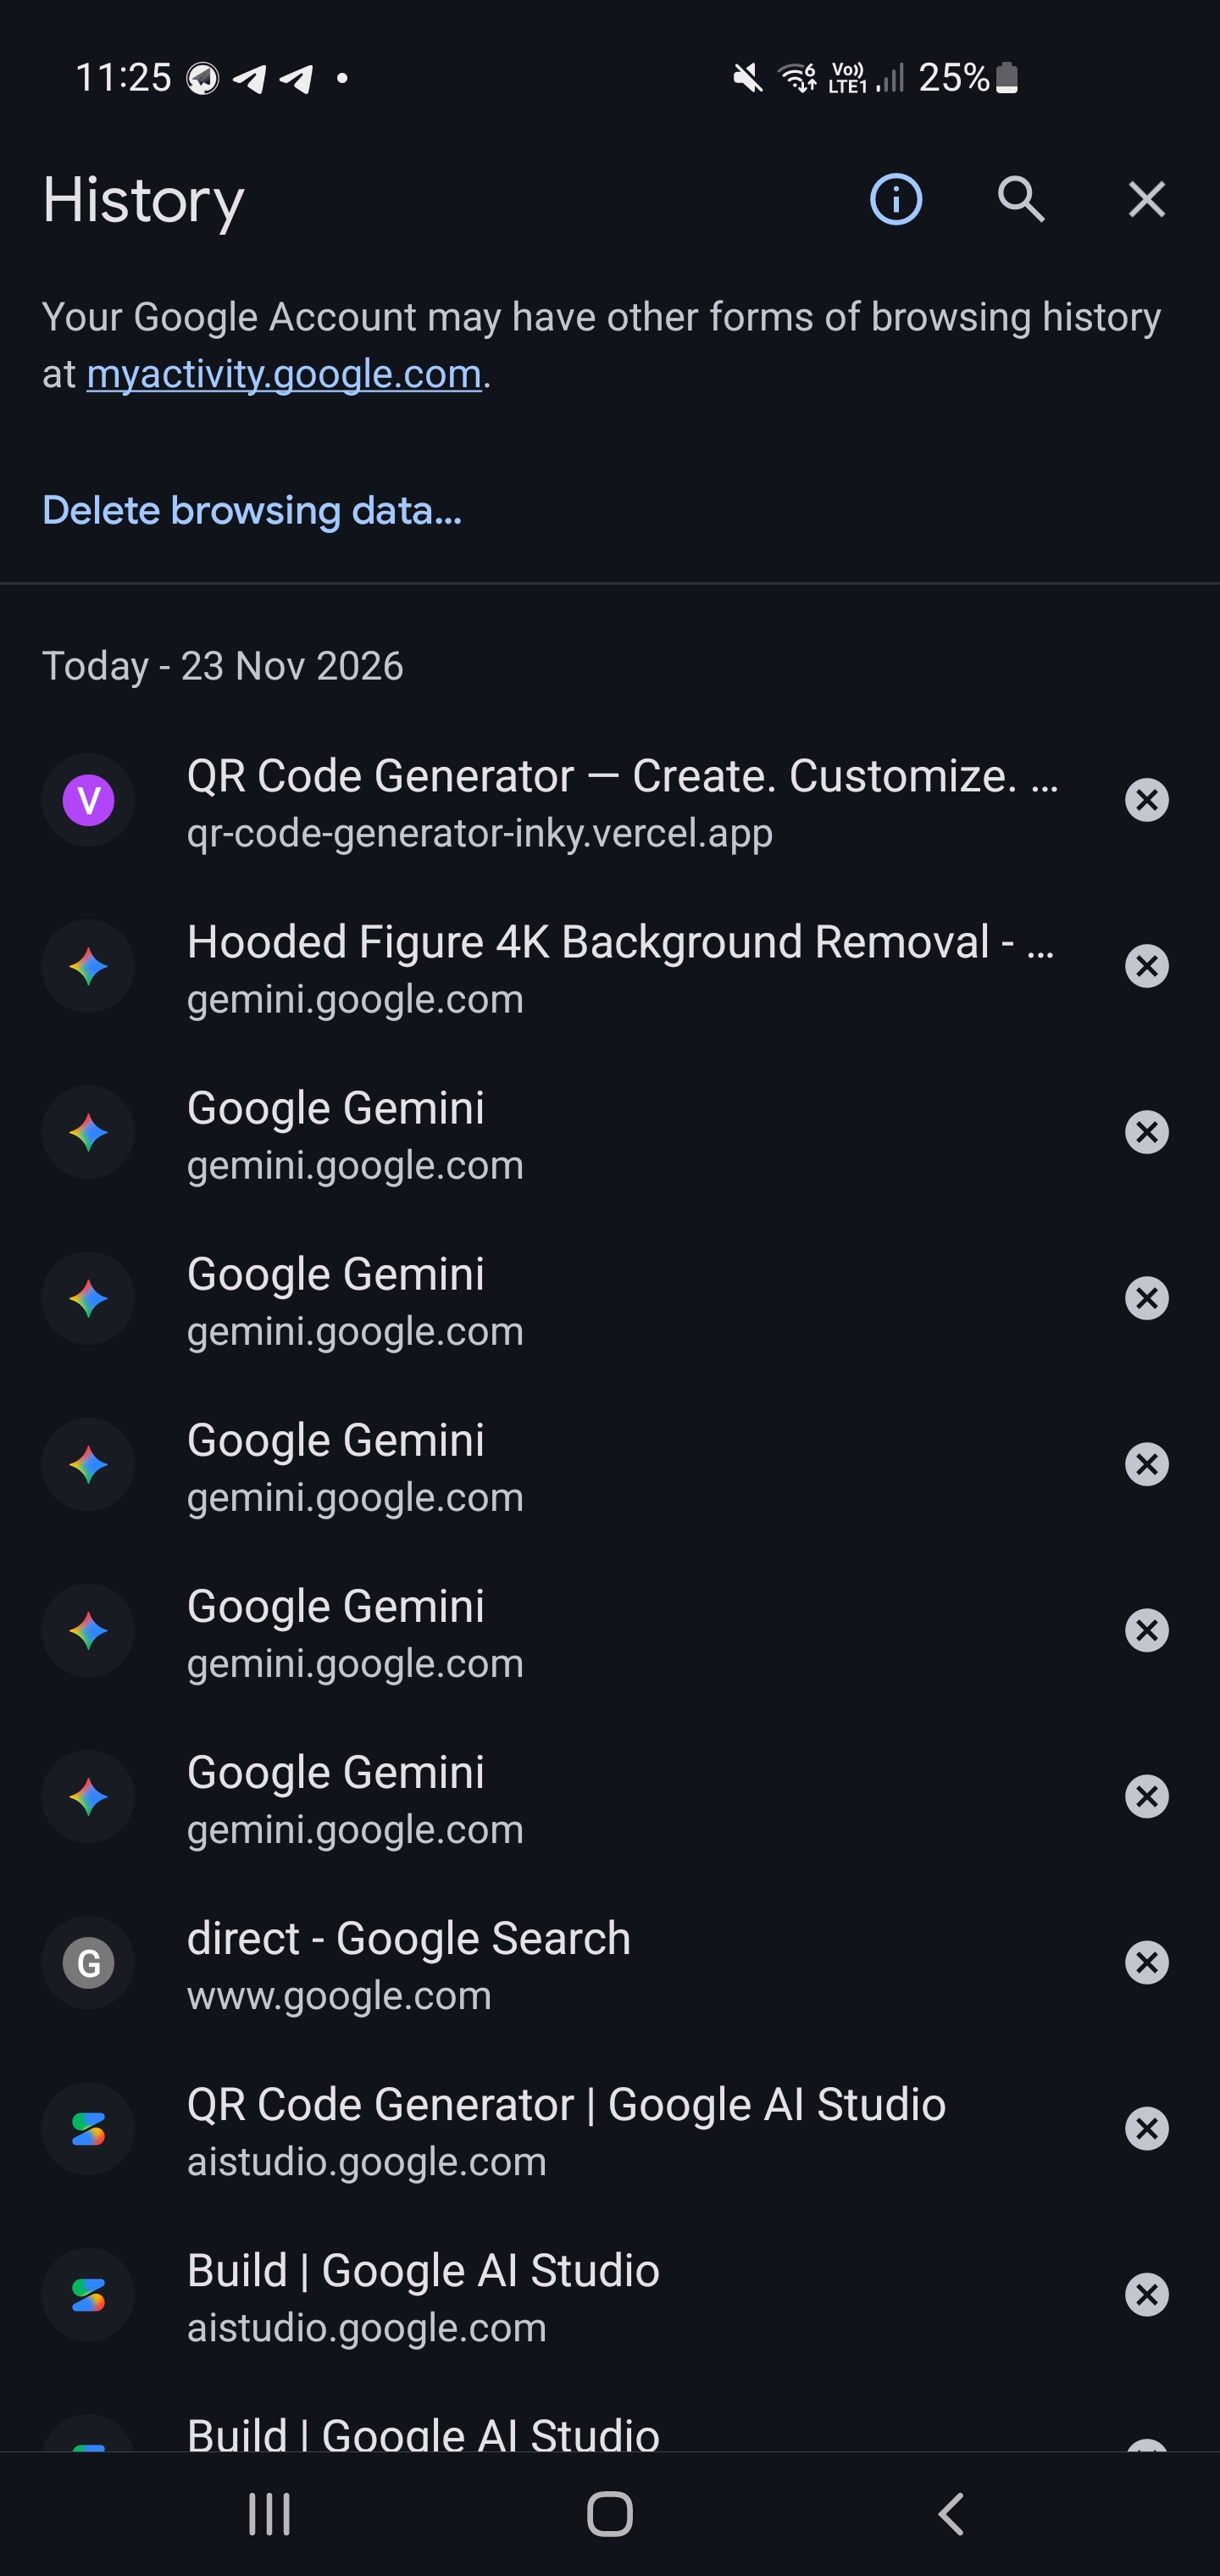 11:25
6
Vo))
LTE1
25%
History
Your Google Account may have other forms of browsing history
at myactivity.google.com.
Delete browsing data...
Today - 23 Nov 2026
V
QR Code Generator — Create. Customize. ...
qr-code-generator-inky.vercel.app
Hooded Figure 4K Background Removal - ...
gemini.google.com
Google Gemini
gemini.google.com
Google Gemini
gemini.google.com
Google Gemini
gemini.google.com
Google Gemini
gemini.google.com
Google Gemini
gemini.google.com
G
direct - Google Search
www.google.com
QR Code Generator | Google AI Studio
aistudio.google.com
Build | Google AI Studio
aistudio.google.com
Build | Google AI Studio